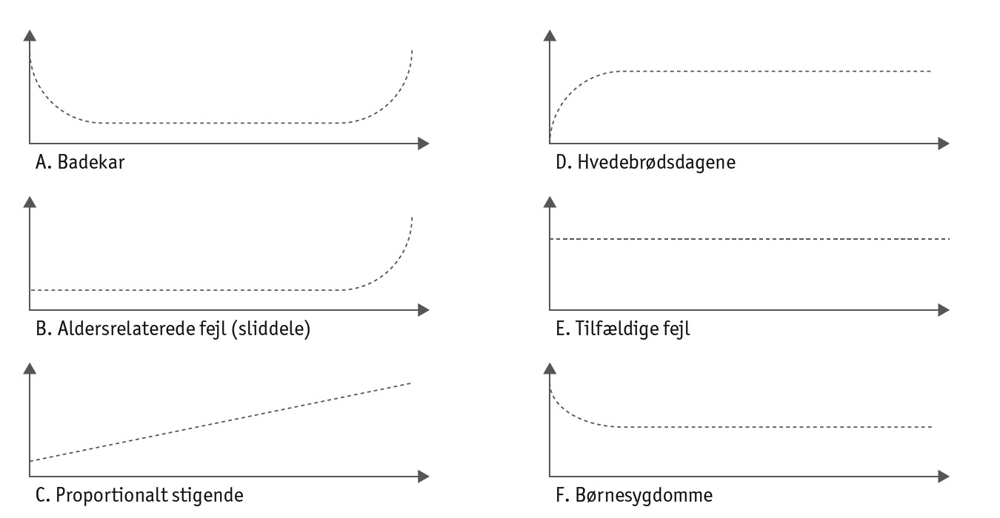 A. Badekar
B. Aldersrelaterede fejl (sliddele)
C. Proportionalt stigende
D. Hvedebrødsdagene
E. Tilfældige fejl
F. Børnesygdomme